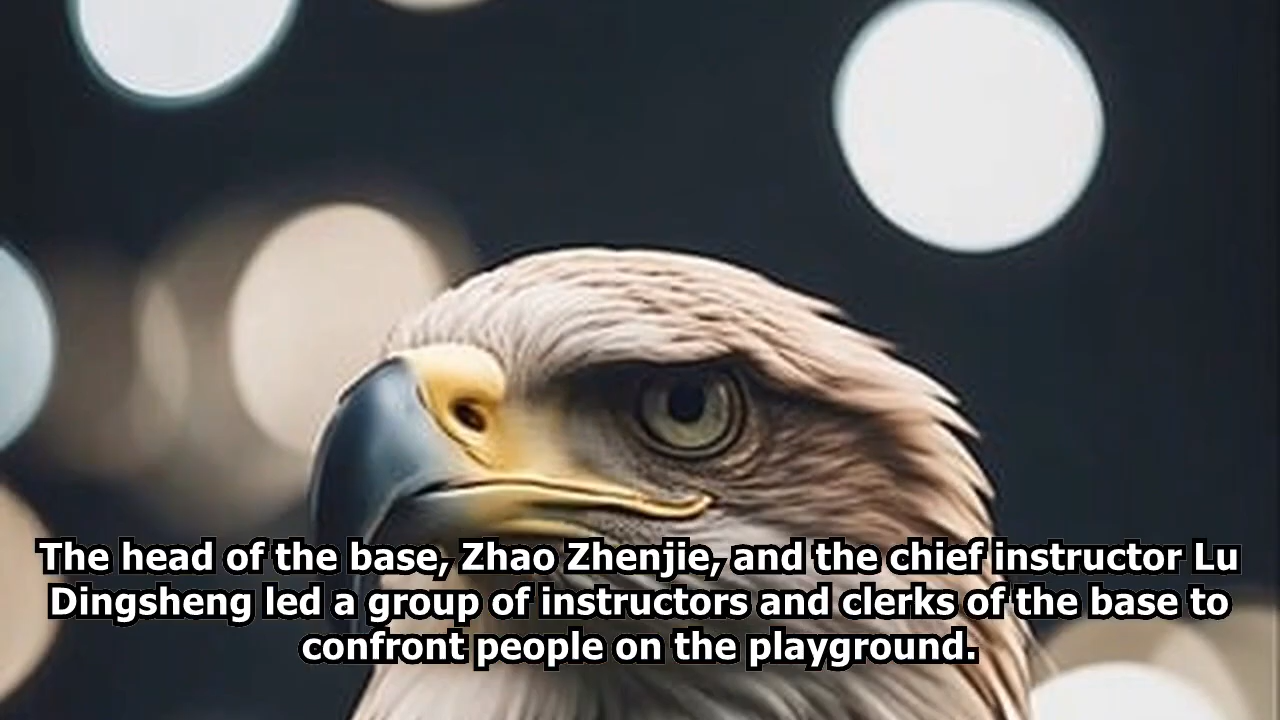 The head of the base, Zhao Zhenjie, and the chief instructor Lu
Dingsheng led a group of instructors and clerks of the base to
confront people on the playground.